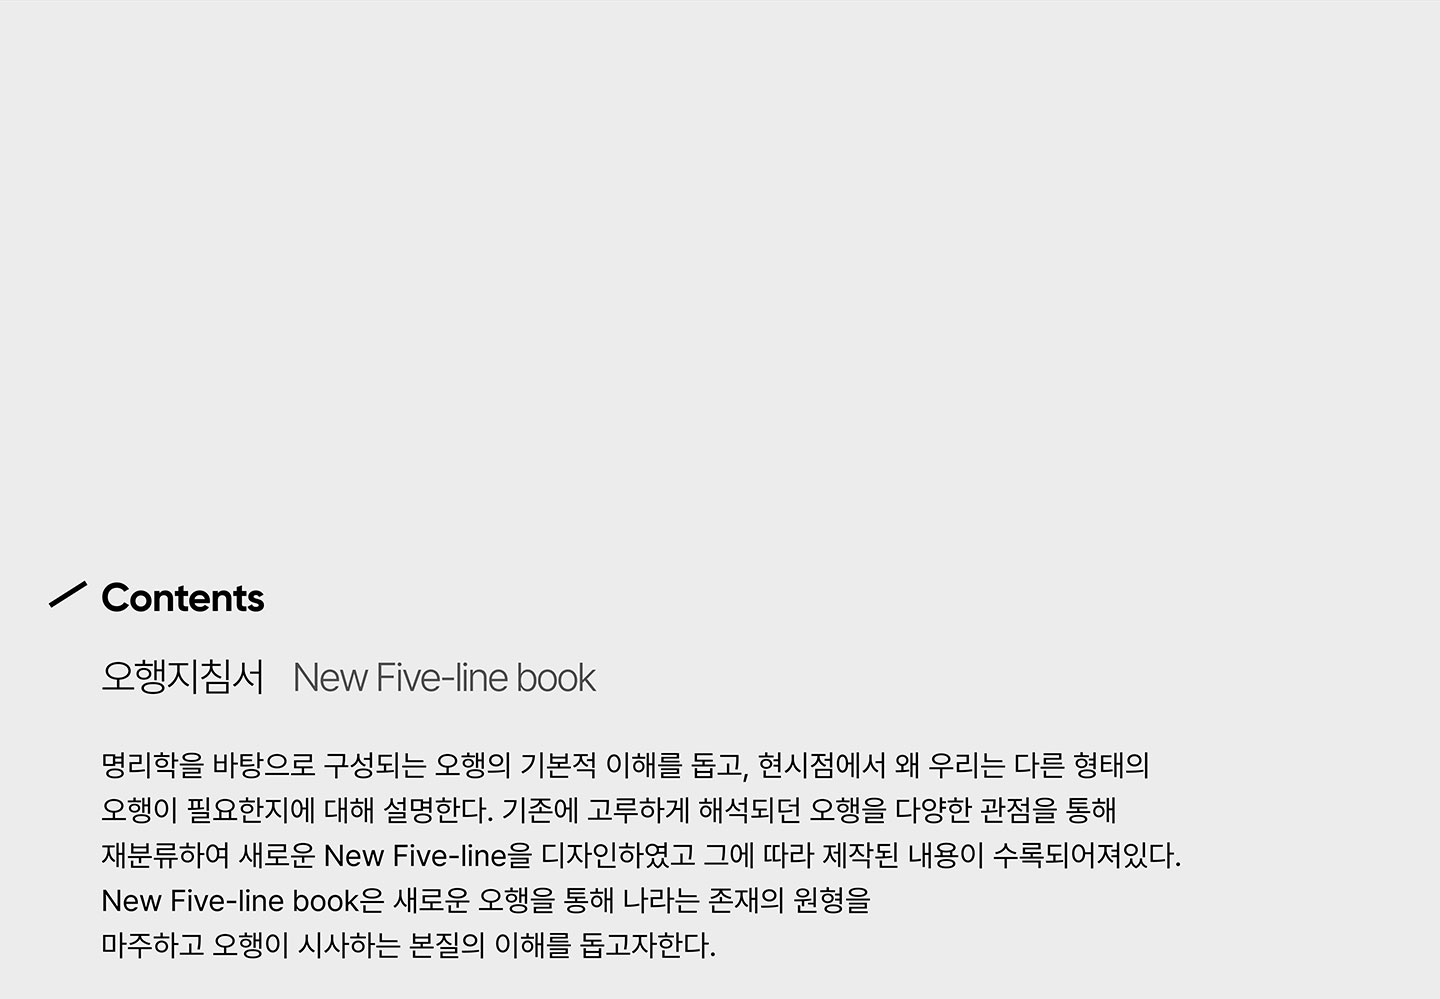 Contents
오행지침서 New Five-line book
명리학을 바탕으로 구성되는 오행의 기본적 이해를 돕고, 현시점에서 왜 우리는 다른 형태의
오행이 필요한지에 대해 설명한다. 기존에 고루하게 해석되던 오행을 다양한 관점을 통해
재분류하여 새로운 New Five-line을 디자인하였고 그에 따라 제작된 내용이 수록되어져있다.
New Five-line book은 새로운 오행을 통해 나라는 존재의 원형을
마주하고 오행이 시사하는 본질의 이해를 돕고자한다.